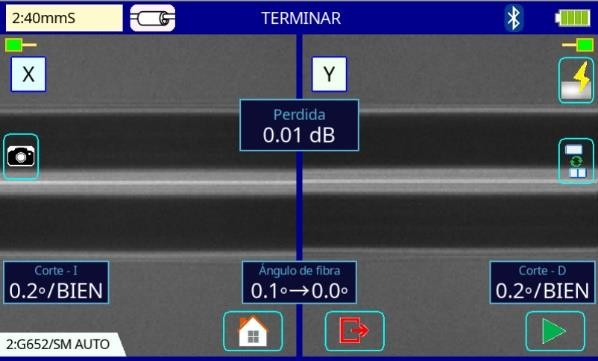 2:40mmS
TERMINAR
X
Y
Perdida
0.01 dB
Corte - I
0.2°/BIEN
Ángulo de fibra
0.1°→0.0°
Corte - D
0.2°/BIEN
2:G652/SM AUTO